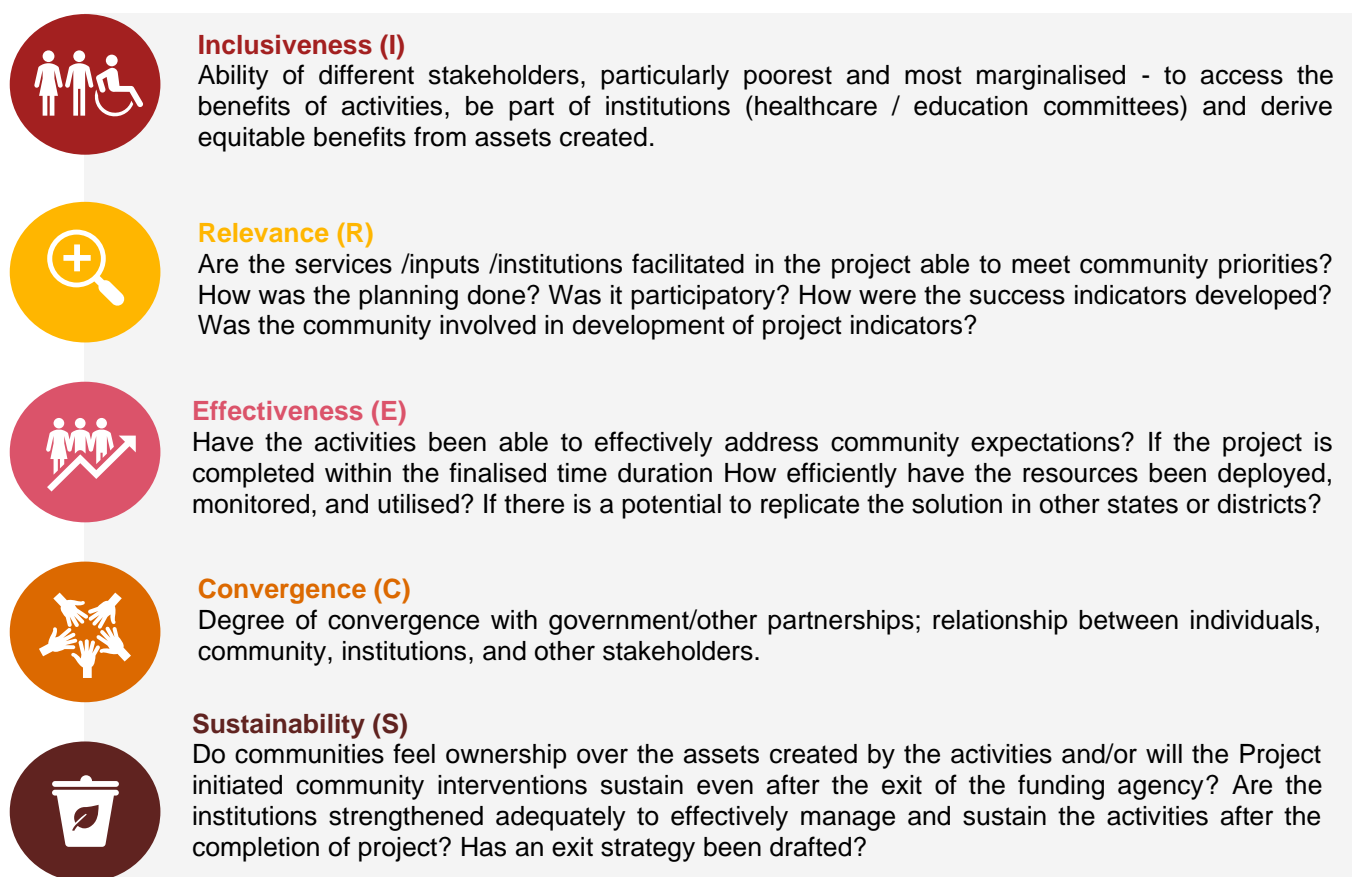 Inclusiveness (I)
Ability of different stakeholders, particularly poorest and most marginalised - to access the
benefits of activities, be part of institutions (healthcare / education committees) and derive
equitable benefits from assets created.
Relevance (R)
Are the services /inputs /institutions facilitated in the project able to meet community priorities?
How was the planning done? Was it participatory? How were the success indicators developed?
Was the community involved in development of project indicators?
Effectiveness (E)
Have the activities been able to effectively address community expectations? If the project is
completed within the finalised time duration How efficiently have the resources been deployed,
monitored, and utilised? If there is a potential to replicate the solution in other states or districts?
Convergence (C)
Degree of convergence with government/other partnerships; relationship between individuals,
community, institutions, and other stakeholders.
Sustainability (S)
Do communities feel ownership over the assets created by the activities and/or will the Project
initiated community interventions sustain even after the exit of the funding agency? Are the
institutions strengthened adequately to effectively manage and sustain the activities after the
completion of project? Has an exit strategy been drafted?